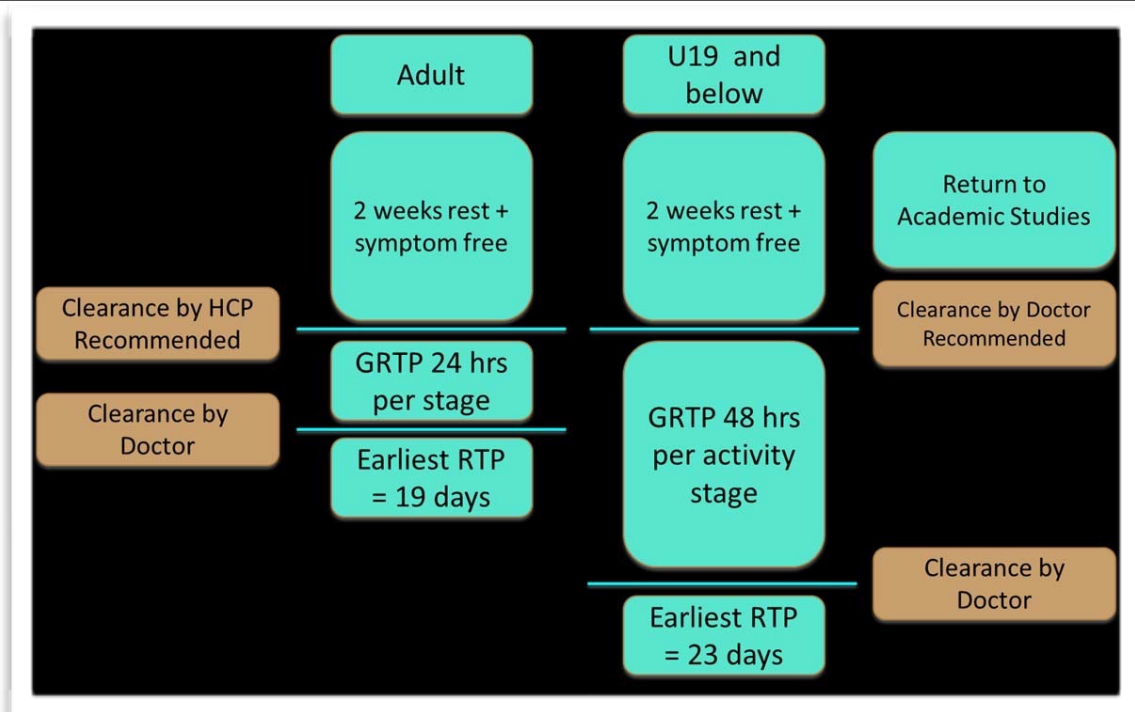 Adult
U19 and
below
2 weeks rest +
symptom free
2 weeks rest +
symptom free
Return to
Academic Studies
Clearance by HCP
Recommended
Clearance by Doctor
Recommended
GRTP 24 hrs
per stage
GRTP 48 hrs
per activity
stage
Clearance by
Doctor
Earliest RTP
= 19 days
Clearance by
Doctor
Earliest RTP
= 23 days